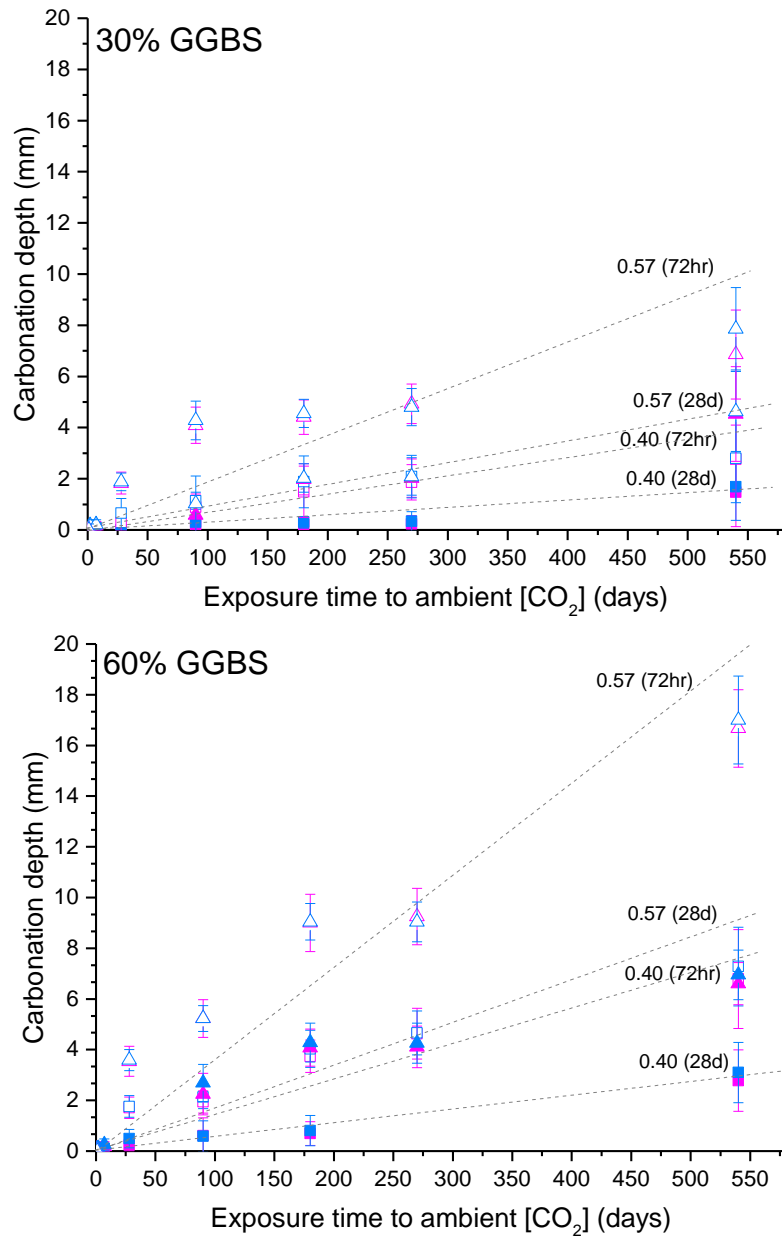 30% GGBS
20
18
16
14
12
10
8
6
4
2
0
Carbonation depth (mm)
0.57 (72hr)
0.57 (28d)
0.40 (72hr)
0.40 (28d)
0 50 100 150 200 250 300 350 400 450 500 550
Exposure time to ambient [CO₂] (days)
60% GGBS
20
18
16
14
12
10
8
6
4
2
0
Carbonation depth (mm)
0.57 (72hr)
0.57 (28d)
0.40 (72hr)
0.40 (28d)
0 50 100 150 200 250 300 350 400 450 500 550
Exposure time to ambient [CO₂] (days)